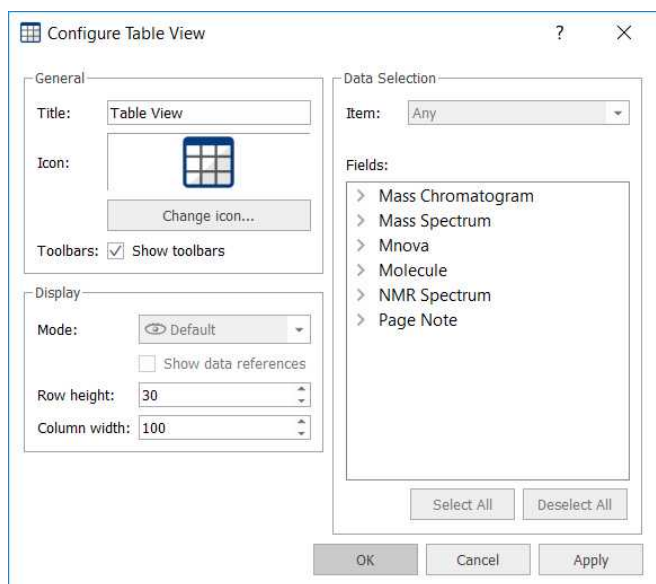 Configure Table View
?
General
Title: Table View
Icon:
Change icon...
Toolbars: Show toolbars
Display
Mode: Default
Show data references
Row height: 30
Column width: 100
Data Selection
Item: Any
Fields:
Mass Chromatogram
Mass Spectrum
Mnova
Molecule
NMR Spectrum
Page Note
Select All
Deselect All
OK
Cancel
Apply